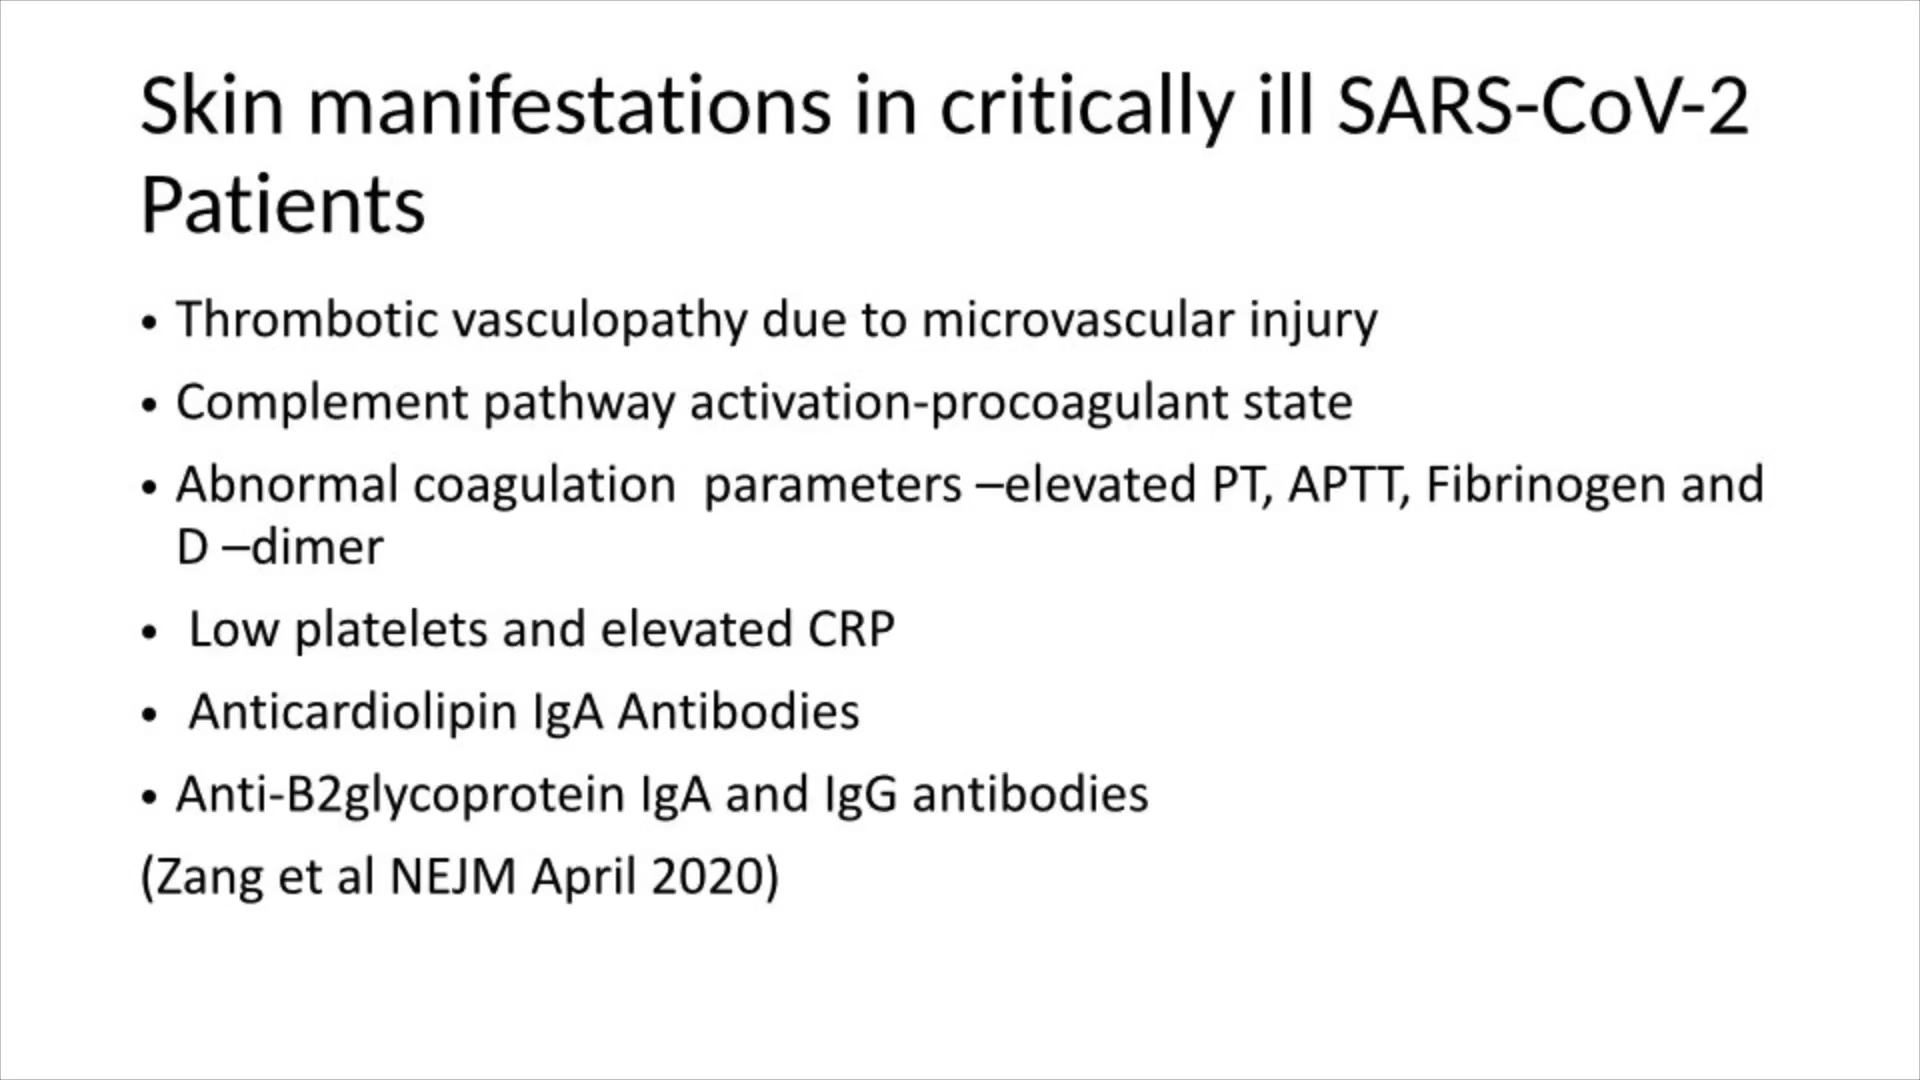 Skin manifestations in critically ill SARS-CoV-2
Patients
• Thrombotic vasculopathy due to microvascular injury
• Complement pathway activation-procoagulant state
• Abnormal coagulation  parameters –elevated PT, APTT, Fibrinogen and
D –dimer
•  Low platelets and elevated CRP
•  Anticardiolipin IgA Antibodies
• Anti-B2glycoprotein IgA and IgG antibodies
(Zang et al NEJM April 2020)